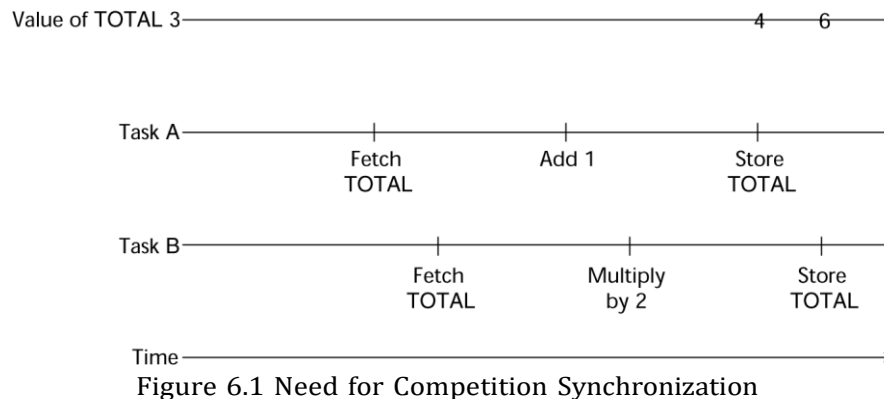 Value of TOTAL 3
4 6
Task A
Fetch Add 1 Store
TOTAL TOTAL
Task B
Fetch Multiply Store
TOTAL by 2 TOTAL
Time
Figure 6.1 Need for Competition Synchronization